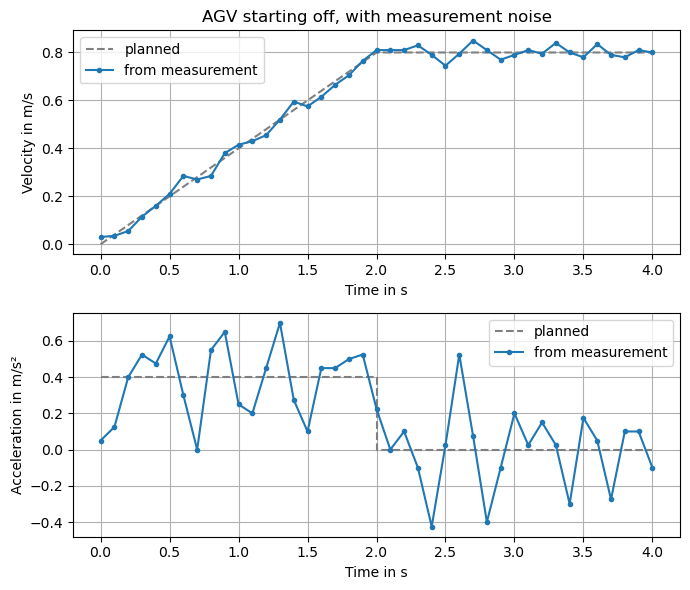 AGV starting off, with measurement noise
planned
from measurement
Velocity in m/s
0.8
0.6
0.4
0.2
0.0
0.0 0.5 1.0 1.5 2.0 2.5 3.0 3.5 4.0
Time in s
planned
from measurement
Acceleration in m/s²
0.6
0.4
0.2
0.0
−0.2
−0.4
0.0 0.5 1.0 1.5 2.0 2.5 3.0 3.5 4.0
Time in s